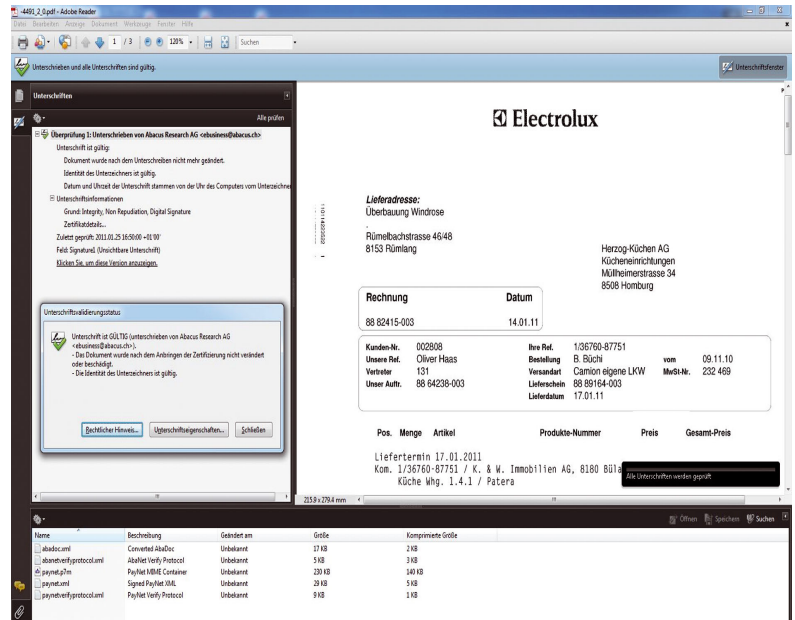 -4491_2_0.pdf - Adobe Reader
Datei Bearbeiten Anzeige Dokument Werkzeuge Fenster Hilfe
1 / 3 120% Suchen
Unterschrieben und alle Unterschriften sind gültig.
Unterschriftsfenster
Unterschriften
Alle prüfen
Überprüfung 1: Unterschrieben von Abacus Research AG <ebusiness@abacus.ch>
Unterschrift ist gültig:
Dokument wurde nach dem Unterschreiben nicht mehr geändert.
Identität des Unterzeichners ist gültig.
Datum und Uhrzeit der Unterschrift stammen von der Uhr des Computers vom Unterzeichne
Unterschriftsinformationen
Grund: Integrity, Non Repudiation, Digital Signature
Zertifikatdetails...
Zuletzt geprüft: 2011.01.25 16:50:00 +01'00'
Feld: Signature1 (Unsichtbare Unterschrift)
Klicken Sie, um diese Version anzuzeigen.
Unterschriftsvalidierungsstatus
Unterschrift ist GÜLTIG (unterschrieben von Abacus Research AG
<ebusiness@abacus.ch>).
- Das Dokument wurde nach dem Anbringen der Zertifizierung nicht verändert
oder beschädigt.
- Die Identität des Unterzeichners ist gültig.
Rechtlicher Hinweis... Unterschriftseigenschaften... Schließen
Electrolux
Lieferadresse:
Überbauung Windrose
.
Rümelbachstrasse 46/48
8153 Rümlang
Herzog-Küchen AG
Kücheneinrichtungen
Müllheimerstrasse 34
8508 Homburg
Rechnung Datum
88 82415-003 14.01.11
Kunden-Nr. 002808 Ihre Ref. 1/36760-87751
Unsere Ref. Oliver Haas Bestellung B. Büchi vom 09.11.10
Vertreter 131 Versandart Camion eigene LKW MwSt-Nr. 232 469
Unser Auftr. 88 64238-003 Lieferschein 88 89164-003
Lieferdatum 17.01.11
Pos. Menge Artikel Produkte-Nummer Preis Gesamt-Preis
Liefertermin 17.01.2011
Kom. 1/36760-87751 / K. & W. Immobilien AG, 8180 Büla
Küche Whg. 1.4.1 / Patera
Alle Unterschriften werden geprüft
215.9 x 279.4 mm
Öffnen Speichern Suchen
Name Beschreibung Geändert am Größe Komprimierte Größe
abadoc.xml Converted AbaDoc Unbekannt 17 KB 2 KB
abanetverifyprotocol.xml AbaNet Verify Protocol Unbekannt 5 KB 3 KB
paynet.p7m PayNet MIME Container Unbekannt 230 KB 140 KB
paynet.xml Signed PayNet XML Unbekannt 29 KB 5 KB
paynetverifyprotocol.xml PayNet Verify Protocol Unbekannt 9 KB 1 KB